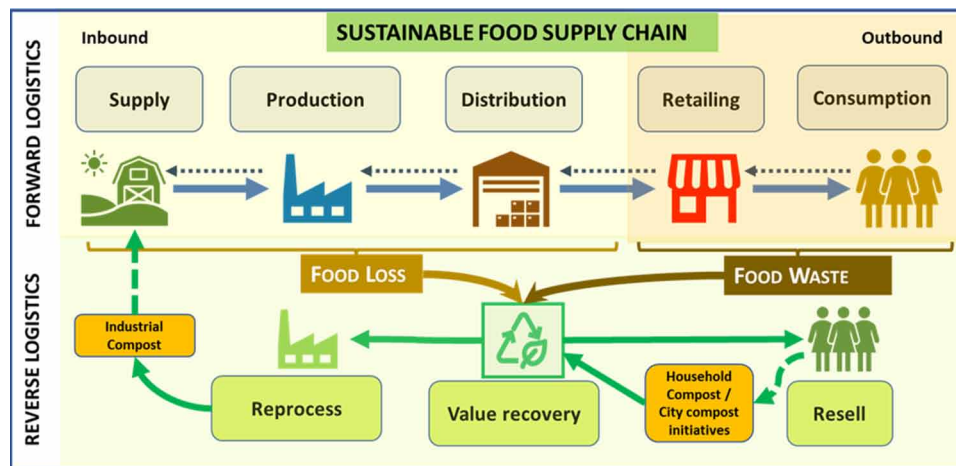 SUSTAINABLE FOOD SUPPLY CHAIN
Inbound
Outbound
FORWARD LOGISTICS
Supply
Production
Distribution
Retailing
Consumption
FOOD LOSS
FOOD WASTE
REVERSE LOGISTICS
Industrial
Compost
Reprocess
Value recovery
Household
Compost /
City compost
initiatives
Resell